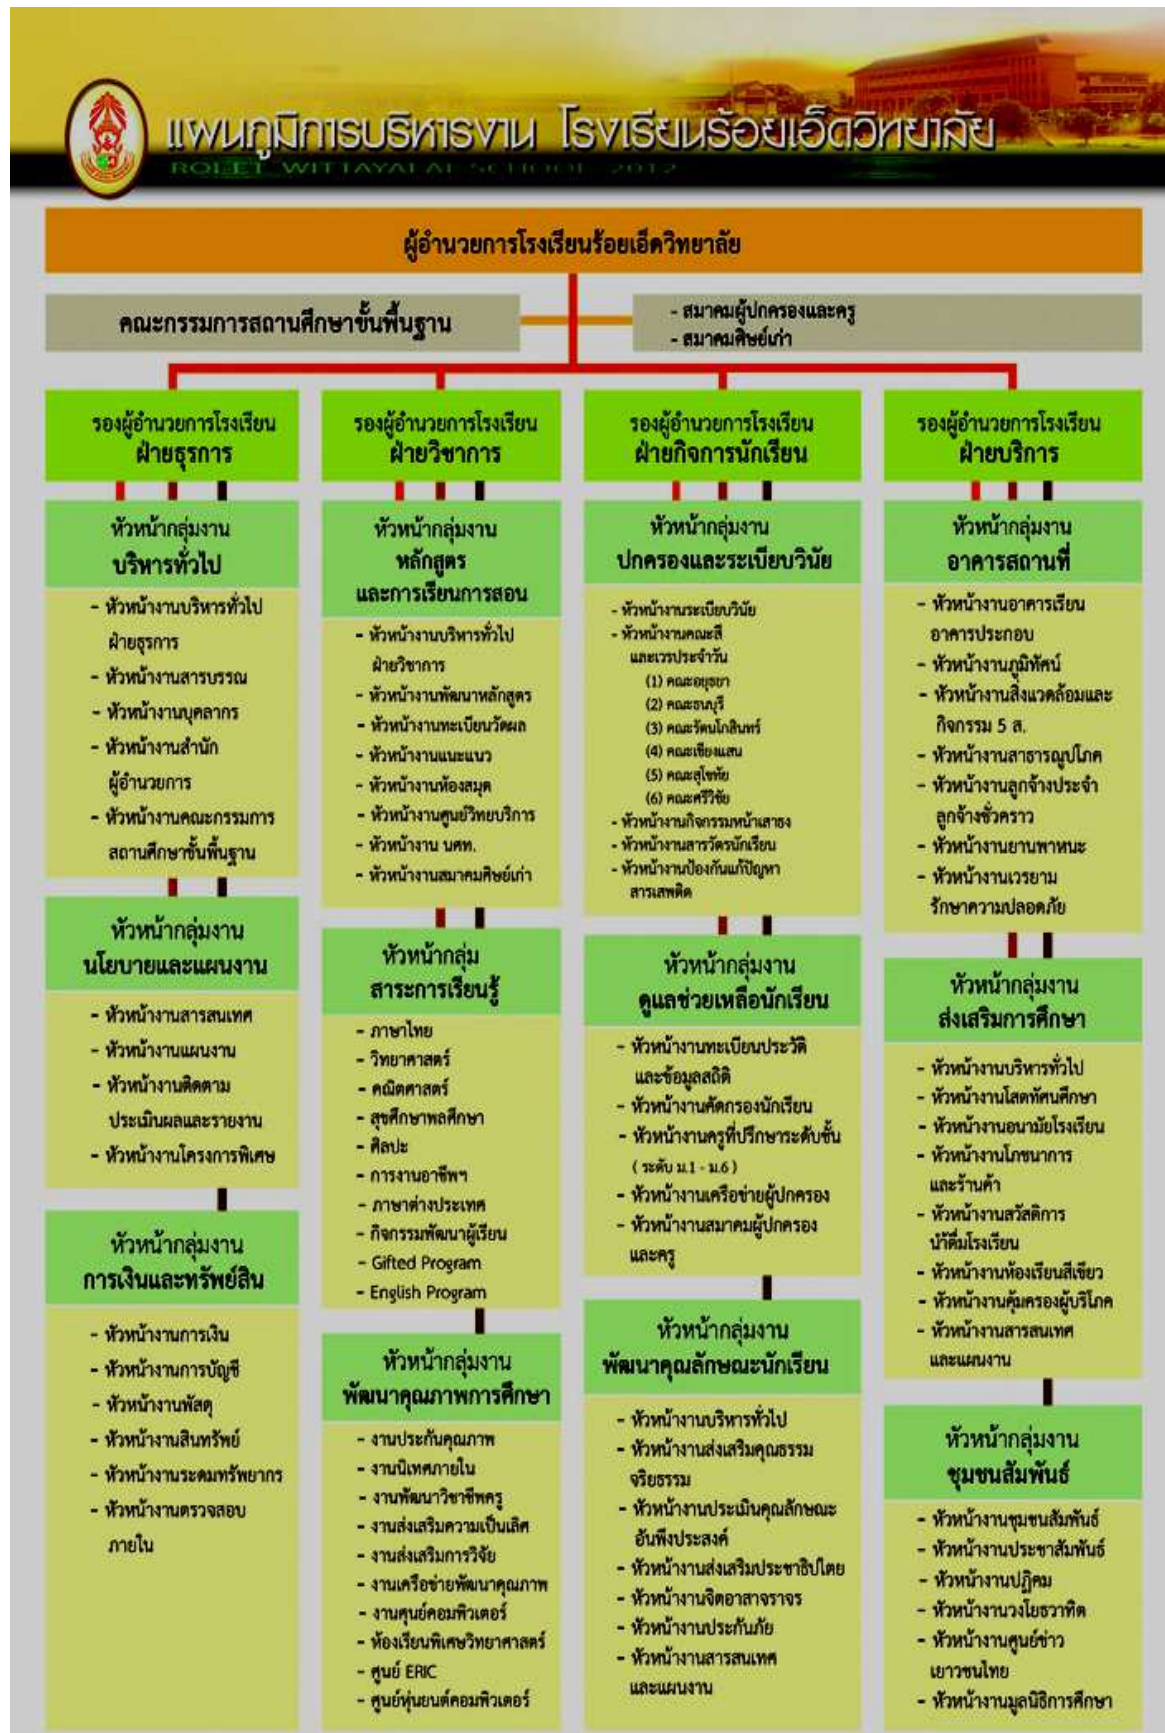 แผนภูมิการบริหารงาน โรงเรียนร้อยเอ็ดวิทยาลัย
ROI-ET WITTAYALAI SCHOOL 2012
ผู้อำนวยการโรงเรียนร้อยเอ็ดวิทยาลัย
คณะกรรมการสถานศึกษาขั้นพื้นฐาน
- สมาคมผู้ปกครองและครู
- สมาคมศิษย์เก่า
รองผู้อำนวยการโรงเรียน
ฝ่ายธุรการ
หัวหน้ากลุ่มงาน
บริหารทั่วไป
- หัวหน้างานบริหารทั่วไป
ฝ่ายธุรการ
- หัวหน้างานสารบรรณ
- หัวหน้างานบุคลากร
- หัวหน้างานสำนัก
ผู้อำนวยการ
- หัวหน้างานคณะกรรมการ
สถานศึกษาขั้นพื้นฐาน
หัวหน้ากลุ่มงาน
นโยบายและแผนงาน
- หัวหน้างานสารสนเทศ
- หัวหน้างานแผนงาน
- หัวหน้างานติดตาม
ประเมินผลและรายงาน
- หัวหน้างานโครงการพิเศษ
หัวหน้ากลุ่มงาน
การเงินและทรัพย์สิน
- หัวหน้างานการเงิน
- หัวหน้างานการบัญชี
- หัวหน้างานพัสดุ
- หัวหน้างานสินทรัพย์
- หัวหน้างานระดมทรัพยากร
- หัวหน้างานตรวจสอบ
ภายใน
รองผู้อำนวยการโรงเรียน
ฝ่ายวิชาการ
หัวหน้ากลุ่มงาน
หลักสูตร
และการเรียนการสอน
- หัวหน้างานบริหารทั่วไป
ฝ่ายวิชาการ
- หัวหน้างานพัฒนาหลักสูตร
- หัวหน้างานทะเบียนวัดผล
- หัวหน้างานแนะแนว
- หัวหน้างานห้องสมุด
- หัวหน้างานศูนย์วิทยบริการ
- หัวหน้างาน นศท.
- หัวหน้างานสมาคมศิษย์เก่า
หัวหน้ากลุ่ม
สาระการเรียนรู้
- ภาษาไทย
- วิทยาศาสตร์
- คณิตศาสตร์
- สุขศึกษาพลศึกษา
- ศิลปะ
- การงานอาชีพฯ
- ภาษาต่างประเทศ
- กิจกรรมพัฒนาผู้เรียน
- Gifted Program
- English Program
หัวหน้ากลุ่มงาน
พัฒนาคุณภาพการศึกษา
- งานประกันคุณภาพ
- งานนิเทศภายใน
- งานพัฒนาวิชาชีพครู
- งานส่งเสริมความเป็นเลิศ
- งานส่งเสริมการวิจัย
- งานเครือข่ายพัฒนาคุณภาพ
- งานศูนย์คอมพิวเตอร์
- ห้องเรียนพิเศษวิทยาศาสตร์
- ศูนย์ ERIC
- ศูนย์หุ่นยนต์คอมพิวเตอร์
รองผู้อำนวยการโรงเรียน
ฝ่ายกิจการนักเรียน
หัวหน้ากลุ่มงาน
ปกครองและระเบียบวินัย
- หัวหน้างานระเบียบวินัย
- หัวหน้างานคณะสี
และเวรประจำวัน
(1) คณะอยุธยา
(2) คณะธนบุรี
(3) คณะรัตนโกสินทร์
(4) คณะเชียงแสน
(5) คณะสุโขทัย
(6) คณะศรีวิชัย
- หัวหน้างานกิจกรรมหน้าเสาธง
- หัวหน้างานสารวัตรนักเรียน
- หัวหน้างานป้องกันแก้ปัญหา
สารเสพติด
หัวหน้ากลุ่มงาน
ดูแลช่วยเหลือนักเรียน
- หัวหน้างานทะเบียนประวัติ
และข้อมูลสถิติ
- หัวหน้างานคัดกรองนักเรียน
- หัวหน้างานครูที่ปรึกษาระดับชั้น
( ระดับ ม.1 - ม.6 )
- หัวหน้างานเครือข่ายผู้ปกครอง
- หัวหน้างานสมาคมผู้ปกครอง
และครู
หัวหน้ากลุ่มงาน
พัฒนาคุณลักษณะนักเรียน
- หัวหน้างานบริหารทั่วไป
- หัวหน้างานส่งเสริมคุณธรรม
จริยธรรม
- หัวหน้างานประเมินคุณลักษณะ
อันพึงประสงค์
- หัวหน้างานส่งเสริมประชาธิปไตย
- หัวหน้างานจิตอาสาจราจร
- หัวหน้างานประกันภัย
- หัวหน้างานสารสนเทศ
และแผนงาน
รองผู้อำนวยการโรงเรียน
ฝ่ายบริการ
หัวหน้ากลุ่มงาน
อาคารสถานที่
- หัวหน้างานอาคารเรียน
อาคารประกอบ
- หัวหน้างานภูมิทัศน์
- หัวหน้างานสิ่งแวดล้อมและ
กิจกรรม 5 ส.
- หัวหน้างานสาธารณูปโภค
- หัวหน้างานลูกจ้างประจำ
ลูกจ้างชั่วคราว
- หัวหน้างานยานพาหนะ
- หัวหน้างานเวรยาม
รักษาความปลอดภัย
หัวหน้ากลุ่มงาน
ส่งเสริมการศึกษา
- หัวหน้างานบริหารทั่วไป
- หัวหน้างานโสตทัศนศึกษา
- หัวหน้างานอนามัยโรงเรียน
- หัวหน้างานโภชนาการ
และร้านค้า
- หัวหน้างานสวัสดิการ
น้ำดื่มโรงเรียน
- หัวหน้างานห้องเรียนสีเขียว
- หัวหน้างานคุ้มครองผู้บริโภค
- หัวหน้างานสารสนเทศ
และแผนงาน
หัวหน้ากลุ่มงาน
ชุมชนสัมพันธ์
- หัวหน้างานชุมชนสัมพันธ์
- หัวหน้างานประชาสัมพันธ์
- หัวหน้างานปฏิคม
- หัวหน้างานวงโยธวาทิต
- หัวหน้างานศูนย์ข่าว
เยาวชนไทย
- หัวหน้างานมูลนิธิการศึกษา